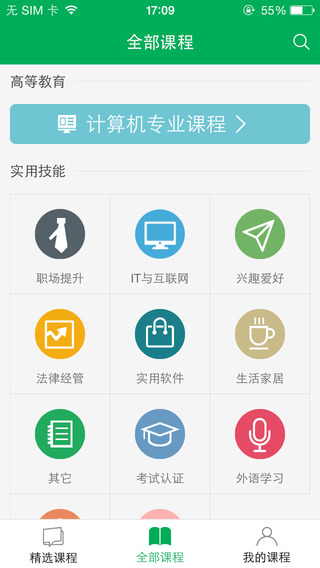 无 SIM 卡 17:09 55%
全部课程
高等教育
计算机专业课程
实用技能
职场提升 IT与互联网 兴趣爱好
法律经管 实用软件 生活家居
其它 考试认证 外语学习
精选课程 全部课程 我的课程